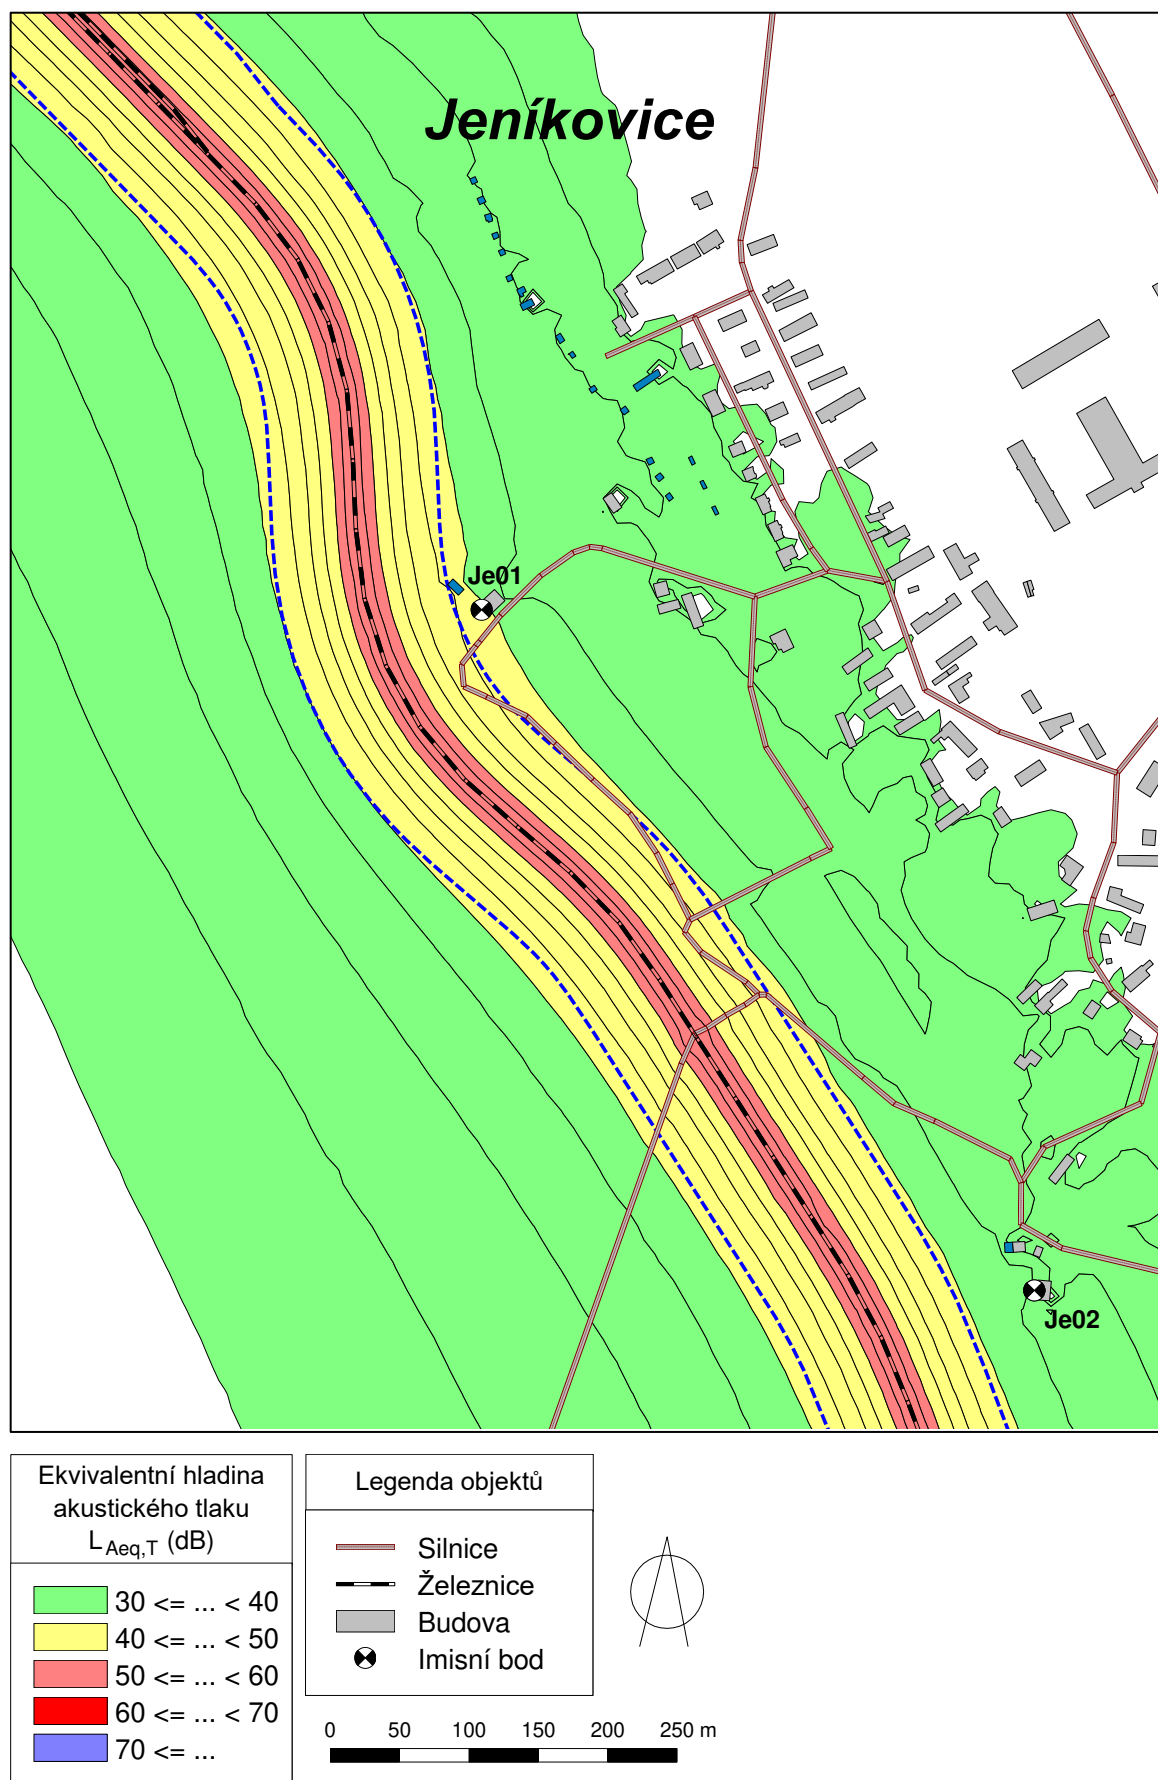 Jeníkovice
Je01
Je02
Ekvivalentní hladina
akustického tlaku
L Aeq,T (dB)
30 <= ... < 40
40 <= ... < 50
50 <= ... < 60
60 <= ... < 70
70 <= ...
Legenda objektů
Silnice
Železnice
Budova
Imisní bod
0 50 100 150 200 250 m